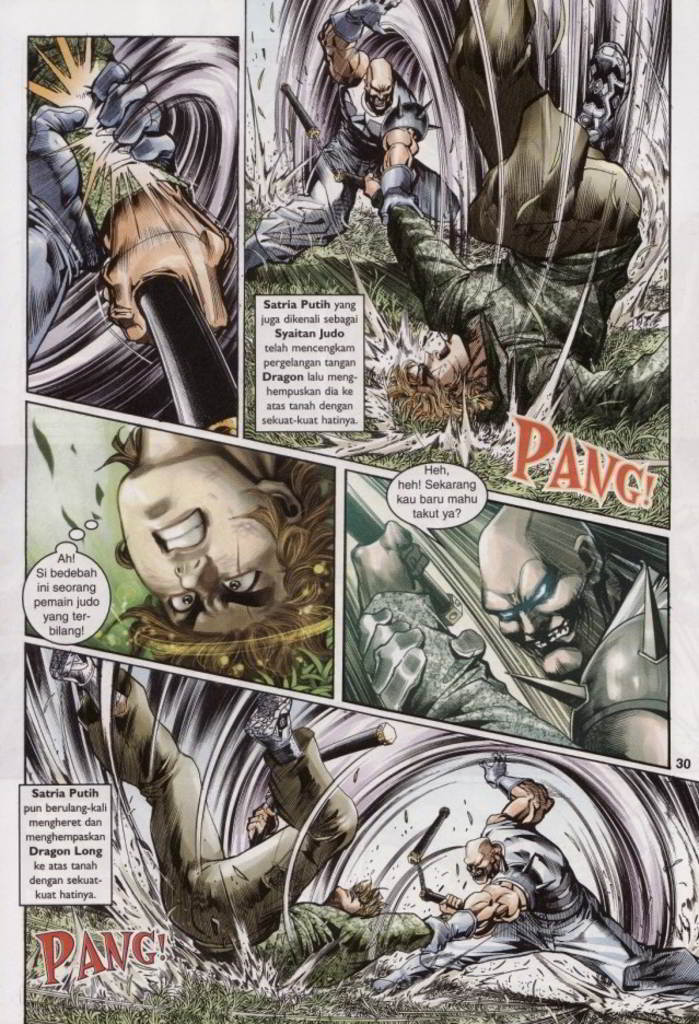 Satria Putih yang
juga dikenali sebagai
Syaitan Judo
telah mencengkam
pergelangan tangan
Dragon lalu meng-
hempuskan dia ke
atas tanah dengan
sekuat-kuat hatinya.
PANG!
Ah!
Si bedebah
ini seorang
pemain judo
yang ter-
bilang!
Heh,
heh! Sekarang
kau baru mahu
takut ya?
30
Satria Putih
pun berulang-kali
mengheret dan
menghempaskan
Dragon Long
ke atas tanah
dengan sekuat-
kuat hatinya.
PANG!